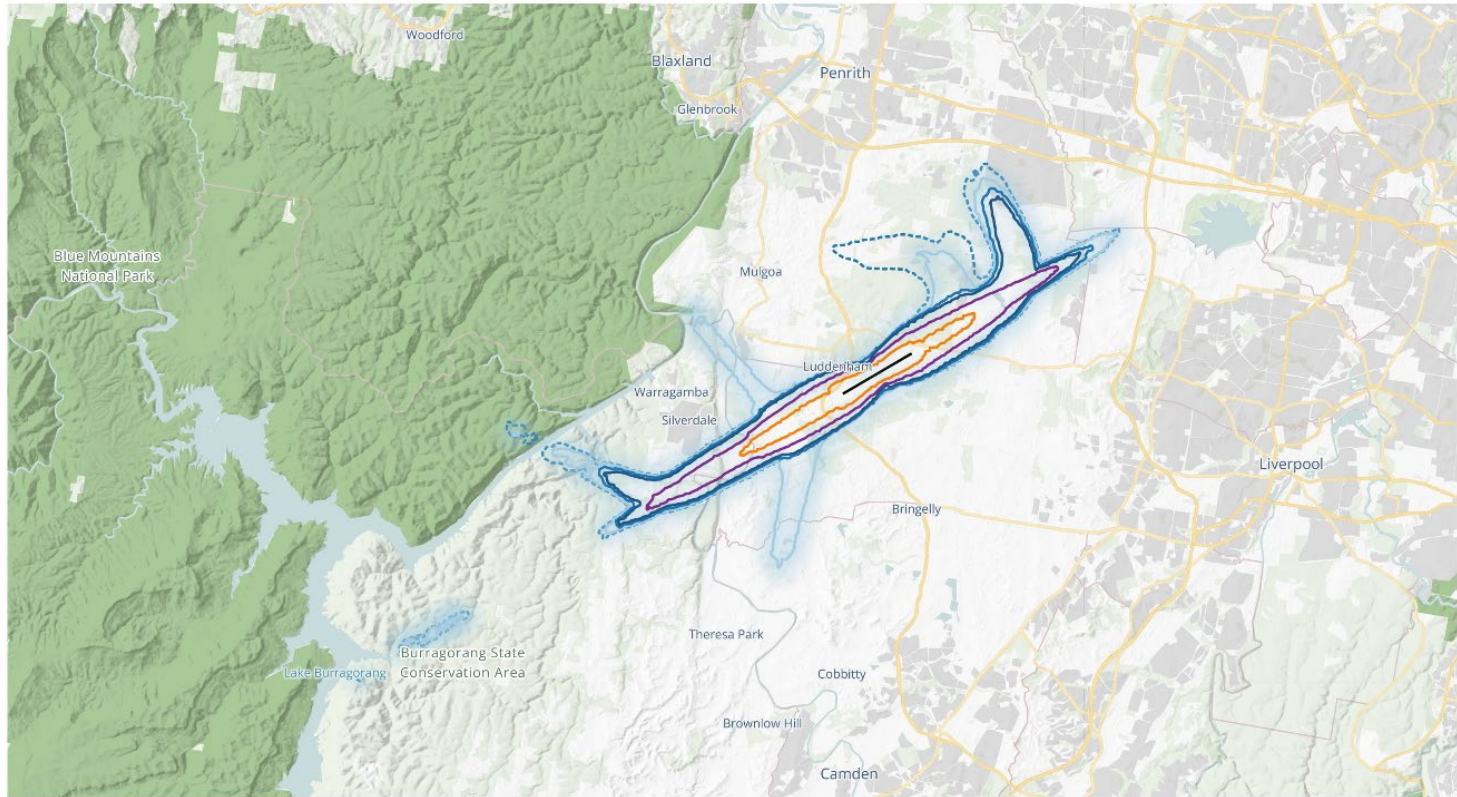 Woodford
Blaxland
Penrith
Glenbrook
Blue Mountains
National Park
Mulgoa
Luddenham
Warragamba
Silverdale
Liverpool
Bringelly
Theresa Park
Burragorang State
Conservation Area
Lake Burragorang
Cobbitty
Brownlow Hill
Camden